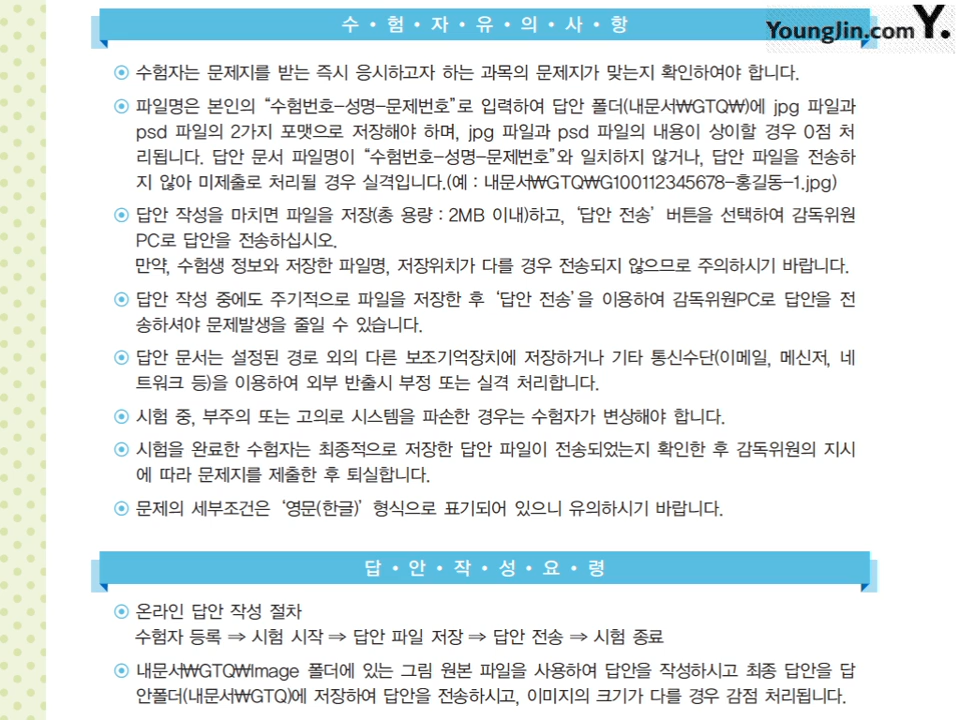 수•험•자•유•의•사•항
YoungJin.com Y.
◉ 수험자는 문제지를 받는 즉시 응시하고자 하는 과목의 문제지가 맞는지 확인하여야 합니다.
◉ 파일명은 본인의 “수험번호-성명-문제번호”로 입력하여 답안 폴더(내문서₩GTQ₩)에 jpg 파일과
psd 파일의 2가지 포맷으로 저장해야 하며, jpg 파일과 psd 파일의 내용이 상이할 경우 0점 처
리됩니다. 답안 문서 파일명이 “수험번호-성명-문제번호”와 일치하지 않거나, 답안 파일을 전송하
지 않아 미제출로 처리될 경우 실격입니다.(예 : 내문서₩GTQ₩G100112345678-홍길동-1.jpg)
◉ 답안 작성을 마치면 파일을 저장(총 용량 : 2MB 이내)하고, ‘답안 전송’ 버튼을 선택하여 감독위원
PC로 답안을 전송하십시오.
만약, 수험생 정보와 저장한 파일명, 저장위치가 다를 경우 전송되지 않으므로 주의하시기 바랍니다.
◉ 답안 작성 중에도 주기적으로 파일을 저장한 후 ‘답안 전송’을 이용하여 감독위원PC로 답안을 전
송하셔야 문제발생을 줄일 수 있습니다.
◉ 답안 문서는 설정된 경로 외의 다른 보조기억장치에 저장하거나 기타 통신수단(이메일, 메신저, 네
트워크 등)을 이용하여 외부 반출시 부정 또는 실격 처리합니다.
◉ 시험 중, 부주의 또는 고의로 시스템을 파손한 경우는 수험자가 변상해야 합니다.
◉ 시험을 완료한 수험자는 최종적으로 저장한 답안 파일이 전송되었는지 확인한 후 감독위원의 지시
에 따라 문제지를 제출한 후 퇴실합니다.
◉ 문제의 세부조건은 ‘영문(한글)’ 형식으로 표기되어 있으니 유의하시기 바랍니다.
답•안•작•성•요•령
◉ 온라인 답안 작성 절차
수험자 등록 ⇒ 시험 시작 ⇒ 답안 파일 저장 ⇒ 답안 전송 ⇒ 시험 종료
◉ 내문서₩GTQ₩Image 폴더에 있는 그림 원본 파일을 사용하여 답안을 작성하시고 최종 답안을 답
안폴더(내문서₩GTQ)에 저장하여 답안을 전송하시고, 이미지의 크기가 다를 경우 감점 처리됩니다.